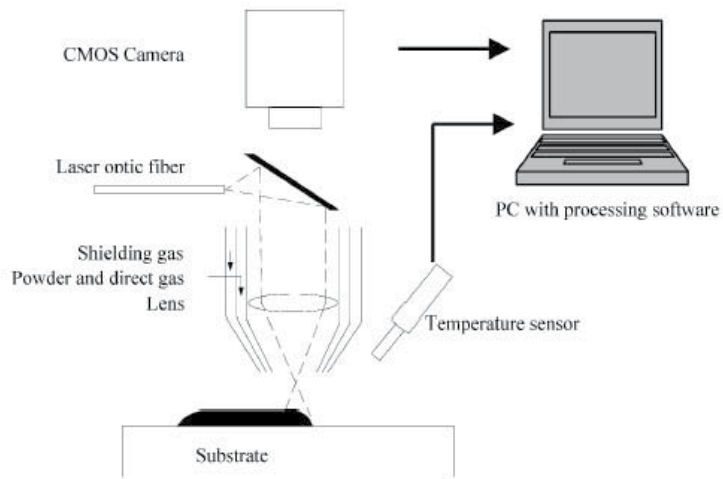 CMOS Camera
Laser optic fiber
PC with processing software
Shielding gas
Powder and direct gas
Lens
Temperature sensor
Substrate